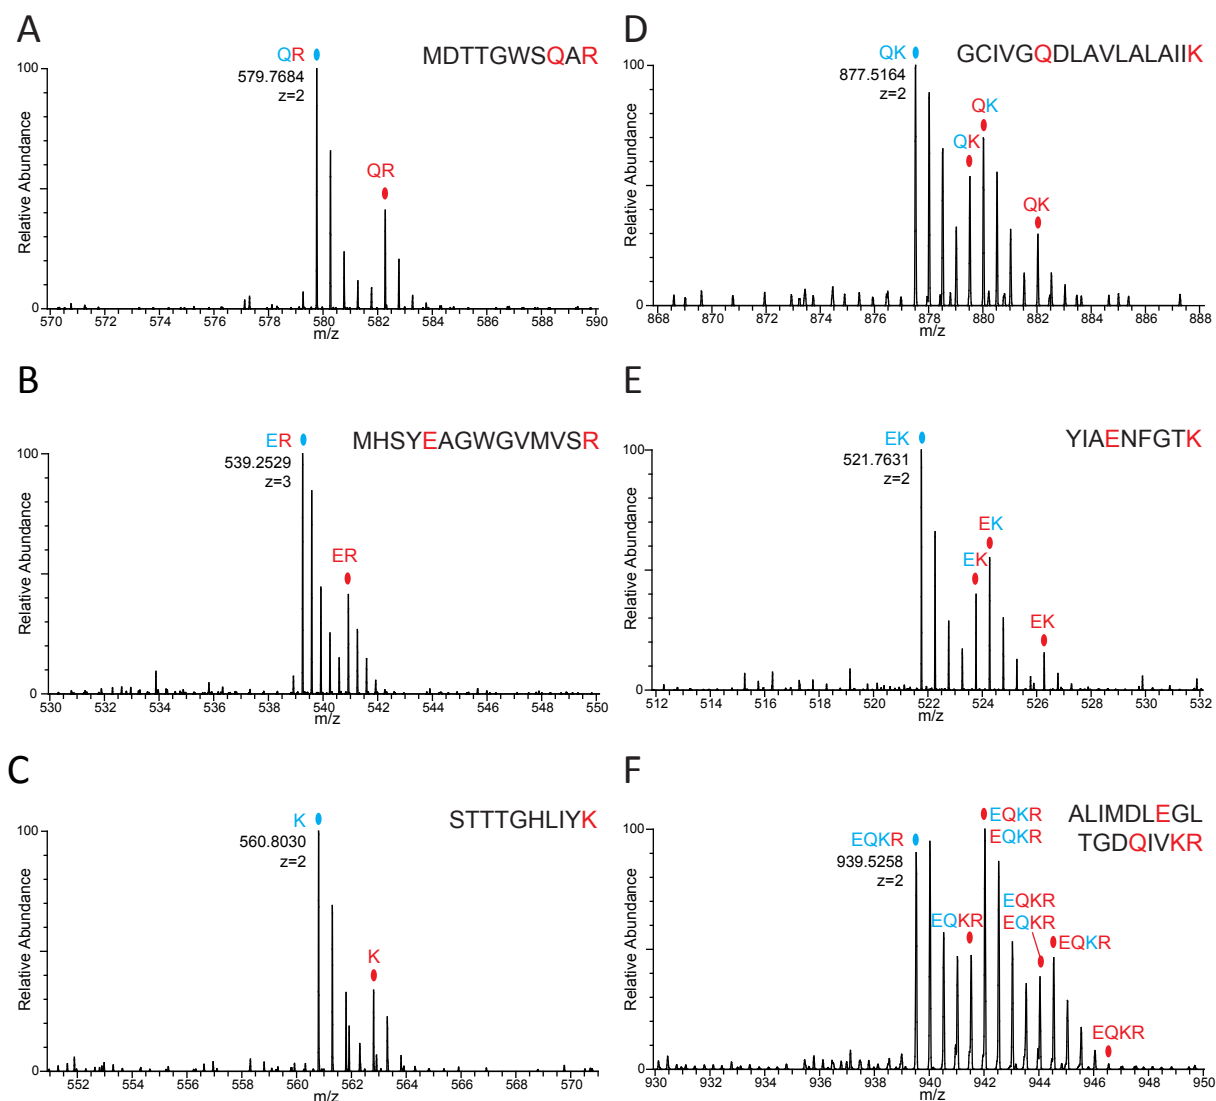 A
MDTTGWSQAR
QR
579.7684
z=2
QR
100
0
Relative Abundance
570 572 574 576 578 580 582 584 586 588 590
m/z
B
MHSYEAGWGVMVSR
ER
539.2529
z=3
ER
100
0
Relative Abundance
530 532 534 536 538 540 542 544 546 548 550
m/z
C
STTTGHLIYK
K
560.8030
z=2
K
100
0
Relative Abundance
552 554 556 558 560 562 564 566 568 570
m/z
D
GCIVGQDLAVLALAIIK
QK
877.5164
z=2
QK
QK
QK
100
0
Relative Abundance
868 870 872 874 876 878 880 882 884 886 888
m/z
E
YIAENFGTK
EK
521.7631
z=2
EK
EK
EK
100
0
Relative Abundance
512 514 516 518 520 522 524 526 528 530 532
m/z
F
ALIMDLEGL
TGDQIVKR
EQKR
939.5258
z=2
EQKR
EQKR
EQKR
EQKR
EQKR
EQKR
EQKR
100
0
Relative Abundance
930 932 934 936 938 940 942 944 946 948 950
m/z